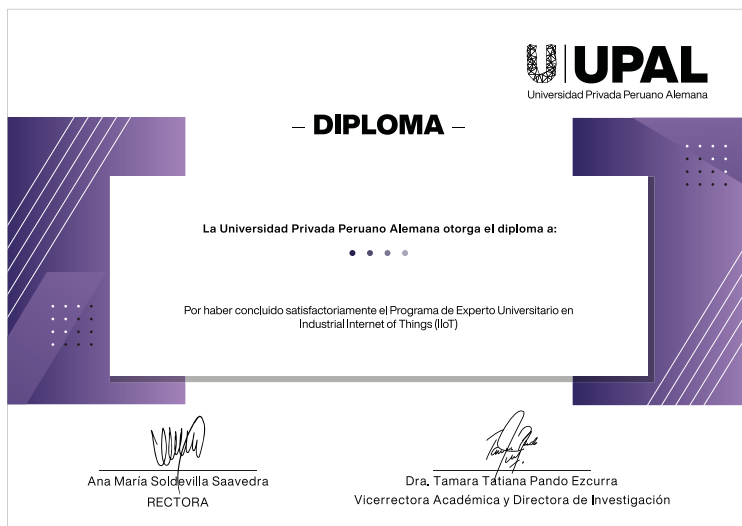 UPAL
Universidad Privada Peruano Alemana
– DIPLOMA –
La Universidad Privada Peruano Alemana otorga el diploma a:
Por haber concluido satisfactoriamente el Programa de Experto Universitario en
Industrial Internet of Things (IIoT)
Ana María Soldevilla Saavedra
RECTORA
Dra. Tamara Tatiana Pando Ezcurra
Vicerrectora Académica y Directora de Investigación